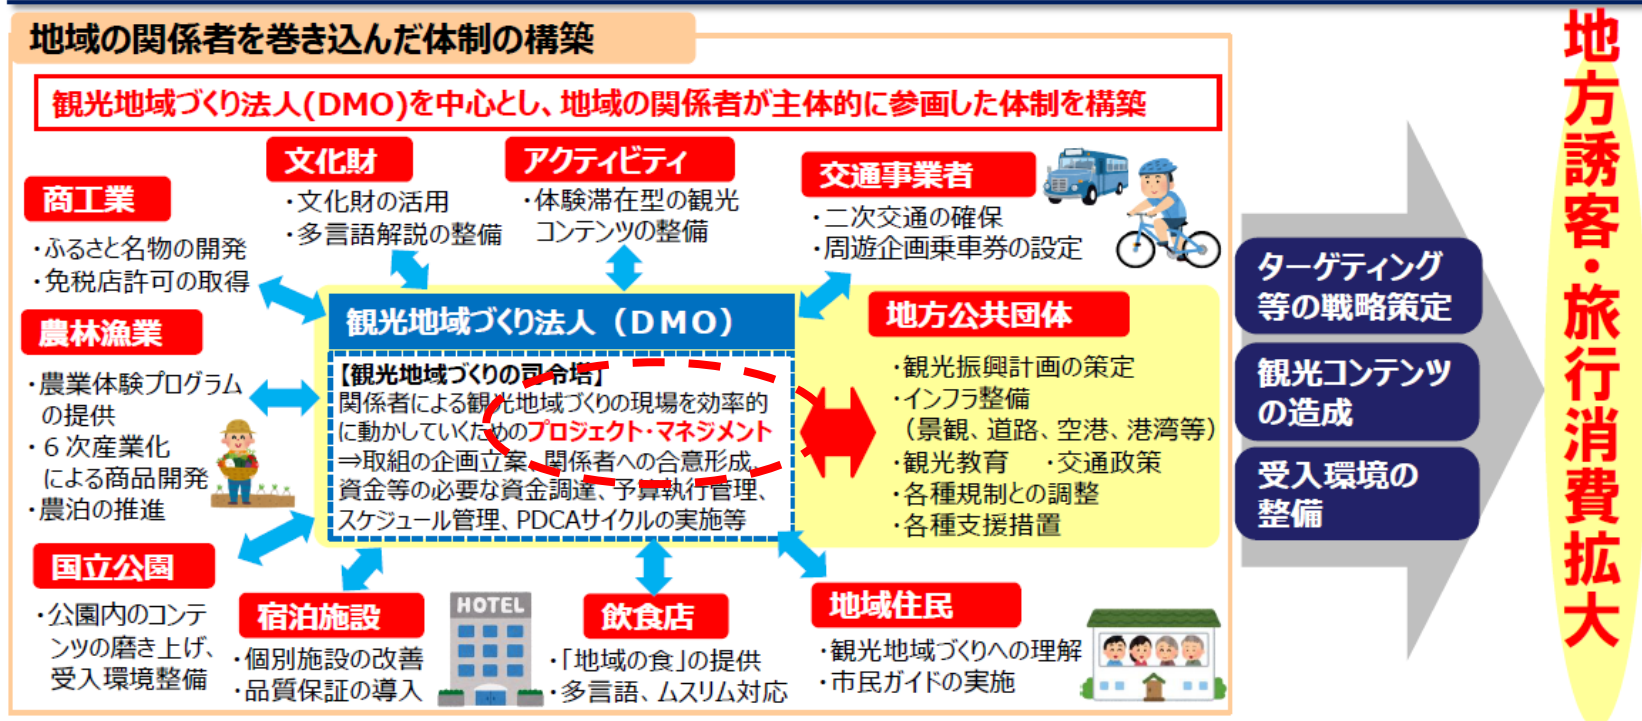 地域の関係者を巻き込んだ体制の構築
観光地域づくり法人(DMO)を中心とし、地域の関係者が主体的に参画した体制を構築
商工業
・ふるさと名物の開発
・免税店許可の取得
文化財
・文化財の活用
・多言語解説の整備
アクティビティ
・体験滞在型の観光
コンテンツの整備
交通事業者
・二次交通の確保
・周遊企画乗車券の設定
農林漁業
・農業体験プログラム
の提供
・６次産業化
による商品開発
・農泊の推進
観光地域づくり法人（DMO）
【観光地域づくりの司令塔】
関係者による観光地域づくりの現場を効率的
に動かしていくためのプロジェクト・マネジメント
⇒取組の企画立案、関係者への合意形成、
資金等の必要な資金調達、予算執行管理、
スケジュール管理、PDCAサイクルの実施等
地方公共団体
・観光振興計画の策定
・インフラ整備
（景観、道路、空港、港湾等）
・観光教育　・交通政策
・各種規制との調整
・各種支援措置
国立公園
・公園内のコンテ
ンツの磨き上げ、
受入環境整備
宿泊施設
・個別施設の改善
・品質保証の導入
HOTEL
飲食店
・「地域の食」の提供
・多言語、ムスリム対応
地域住民
・観光地域づくりへの理解
・市民ガイドの実施
ターゲティング
等の戦略策定
観光コンテンツ
の造成
受入環境の
整備
地方誘客・旅行消費拡大